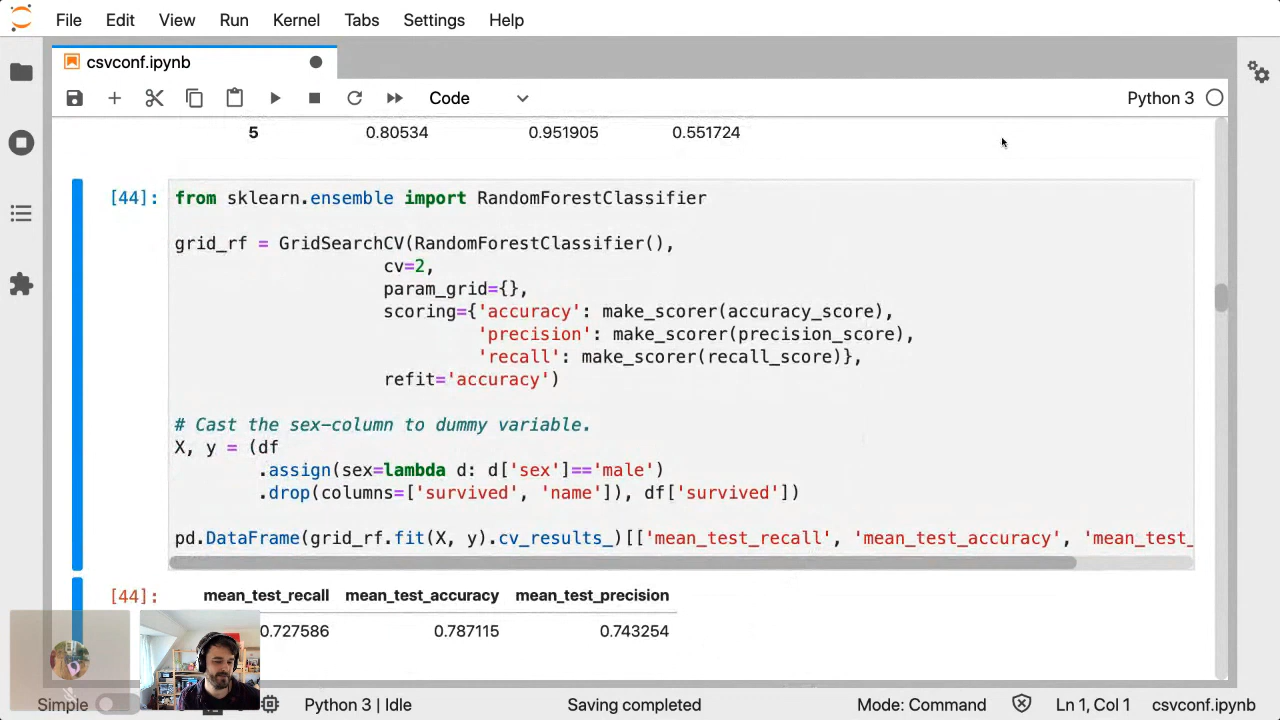 File Edit View Run Kernel Tabs Settings Help
csvconf.ipynb
Code
Python 3
5 0.80534 0.951905 0.551724
[44]:
from sklearn.ensemble import RandomForestClassifier
grid_rf = GridSearchCV(RandomForestClassifier(),
cv=2,
param_grid={},
scoring={'accuracy': make_scorer(accuracy_score),
'precision': make_scorer(precision_score),
'recall': make_scorer(recall_score)},
refit='accuracy')
# Cast the sex-column to dummy variable.
X, y = (df
.assign(sex=lambda d: d['sex']=='male')
.drop(columns=['survived', 'name']), df['survived'])
pd.DataFrame(grid_rf.fit(X, y).cv_results_)[['mean_test_recall', 'mean_test_accuracy', 'mean_test_
[44]:
mean_test_recall mean_test_accuracy mean_test_precision
0.727586 0.787115 0.743254
Simple Python 3 | Idle Saving completed Mode: Command Ln 1, Col 1 csvconf.ipynb